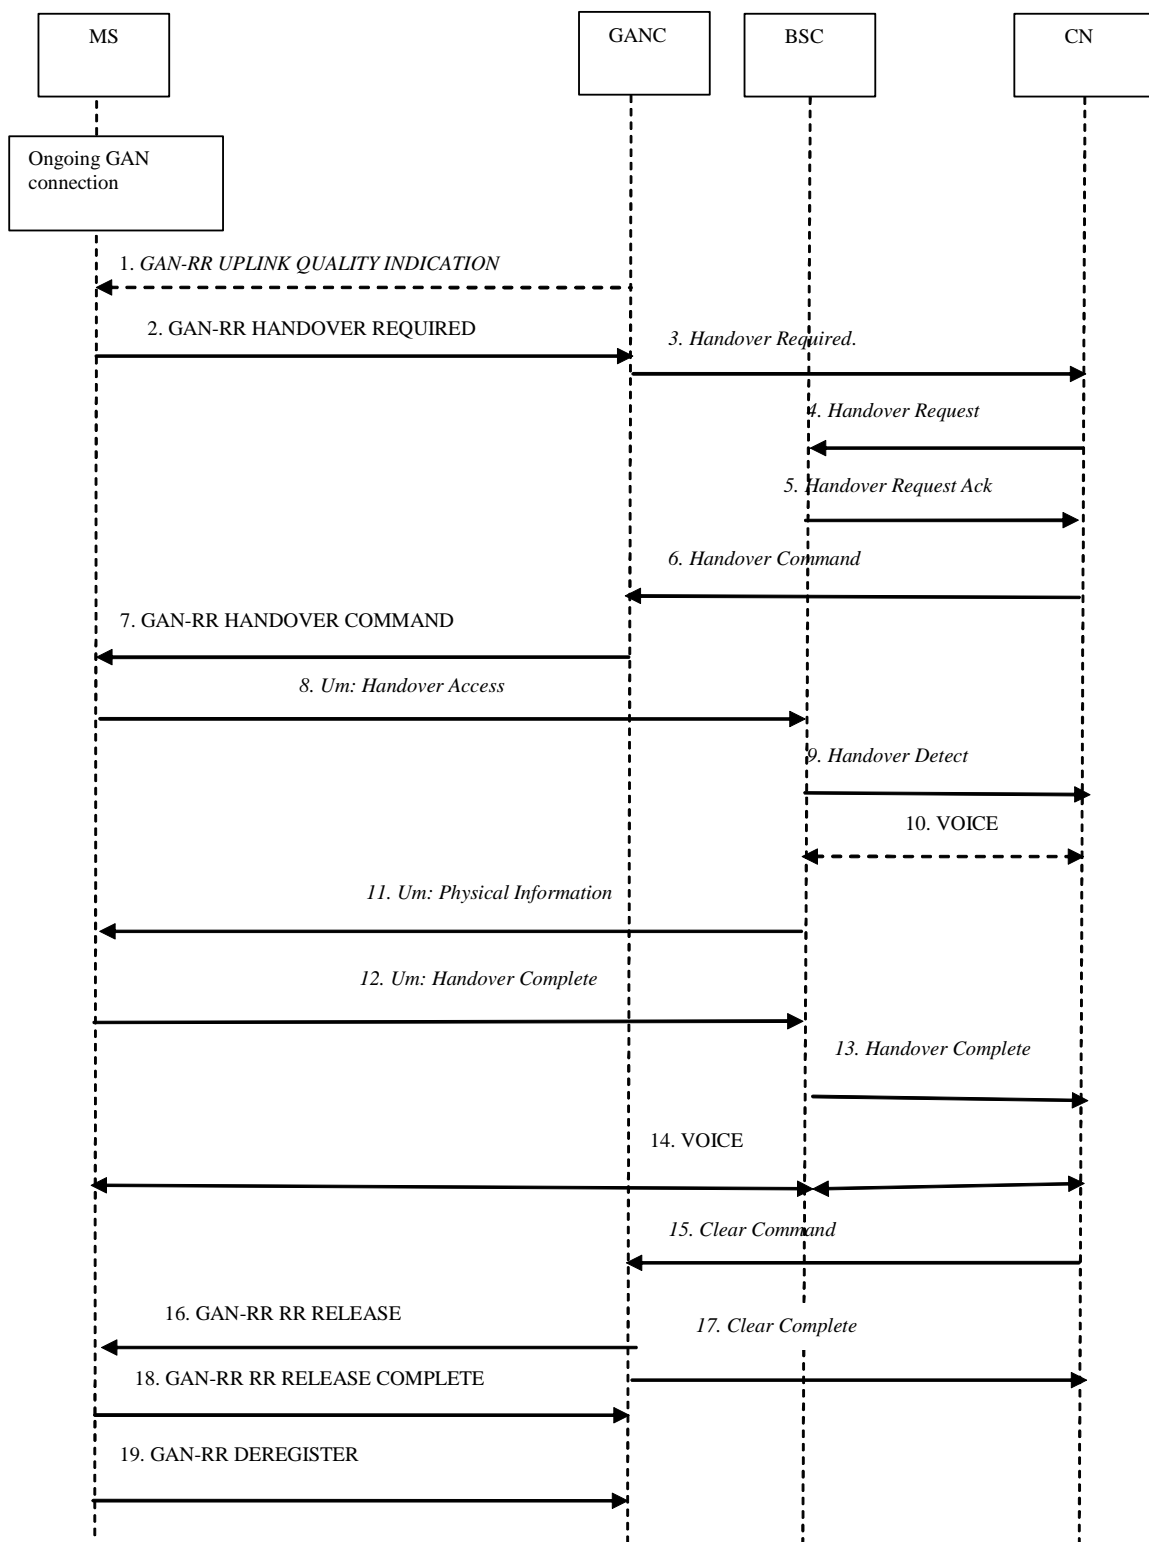 MS
GANC
BSC
CN
Ongoing GAN
connection
1. GAN-RR UPLINK QUALITY INDICATION
2. GAN-RR HANDOVER REQUIRED
3. Handover Required.
4. Handover Request
5. Handover Request Ack
6. Handover Command
7. GAN-RR HANDOVER COMMAND
8. Um: Handover Access
9. Handover Detect
10. VOICE
11. Um: Physical Information
12. Um: Handover Complete
13. Handover Complete
14. VOICE
15. Clear Command
16. GAN-RR RR RELEASE
17. Clear Complete
18. GAN-RR RR RELEASE COMPLETE
19. GAN-RR DEREGISTER